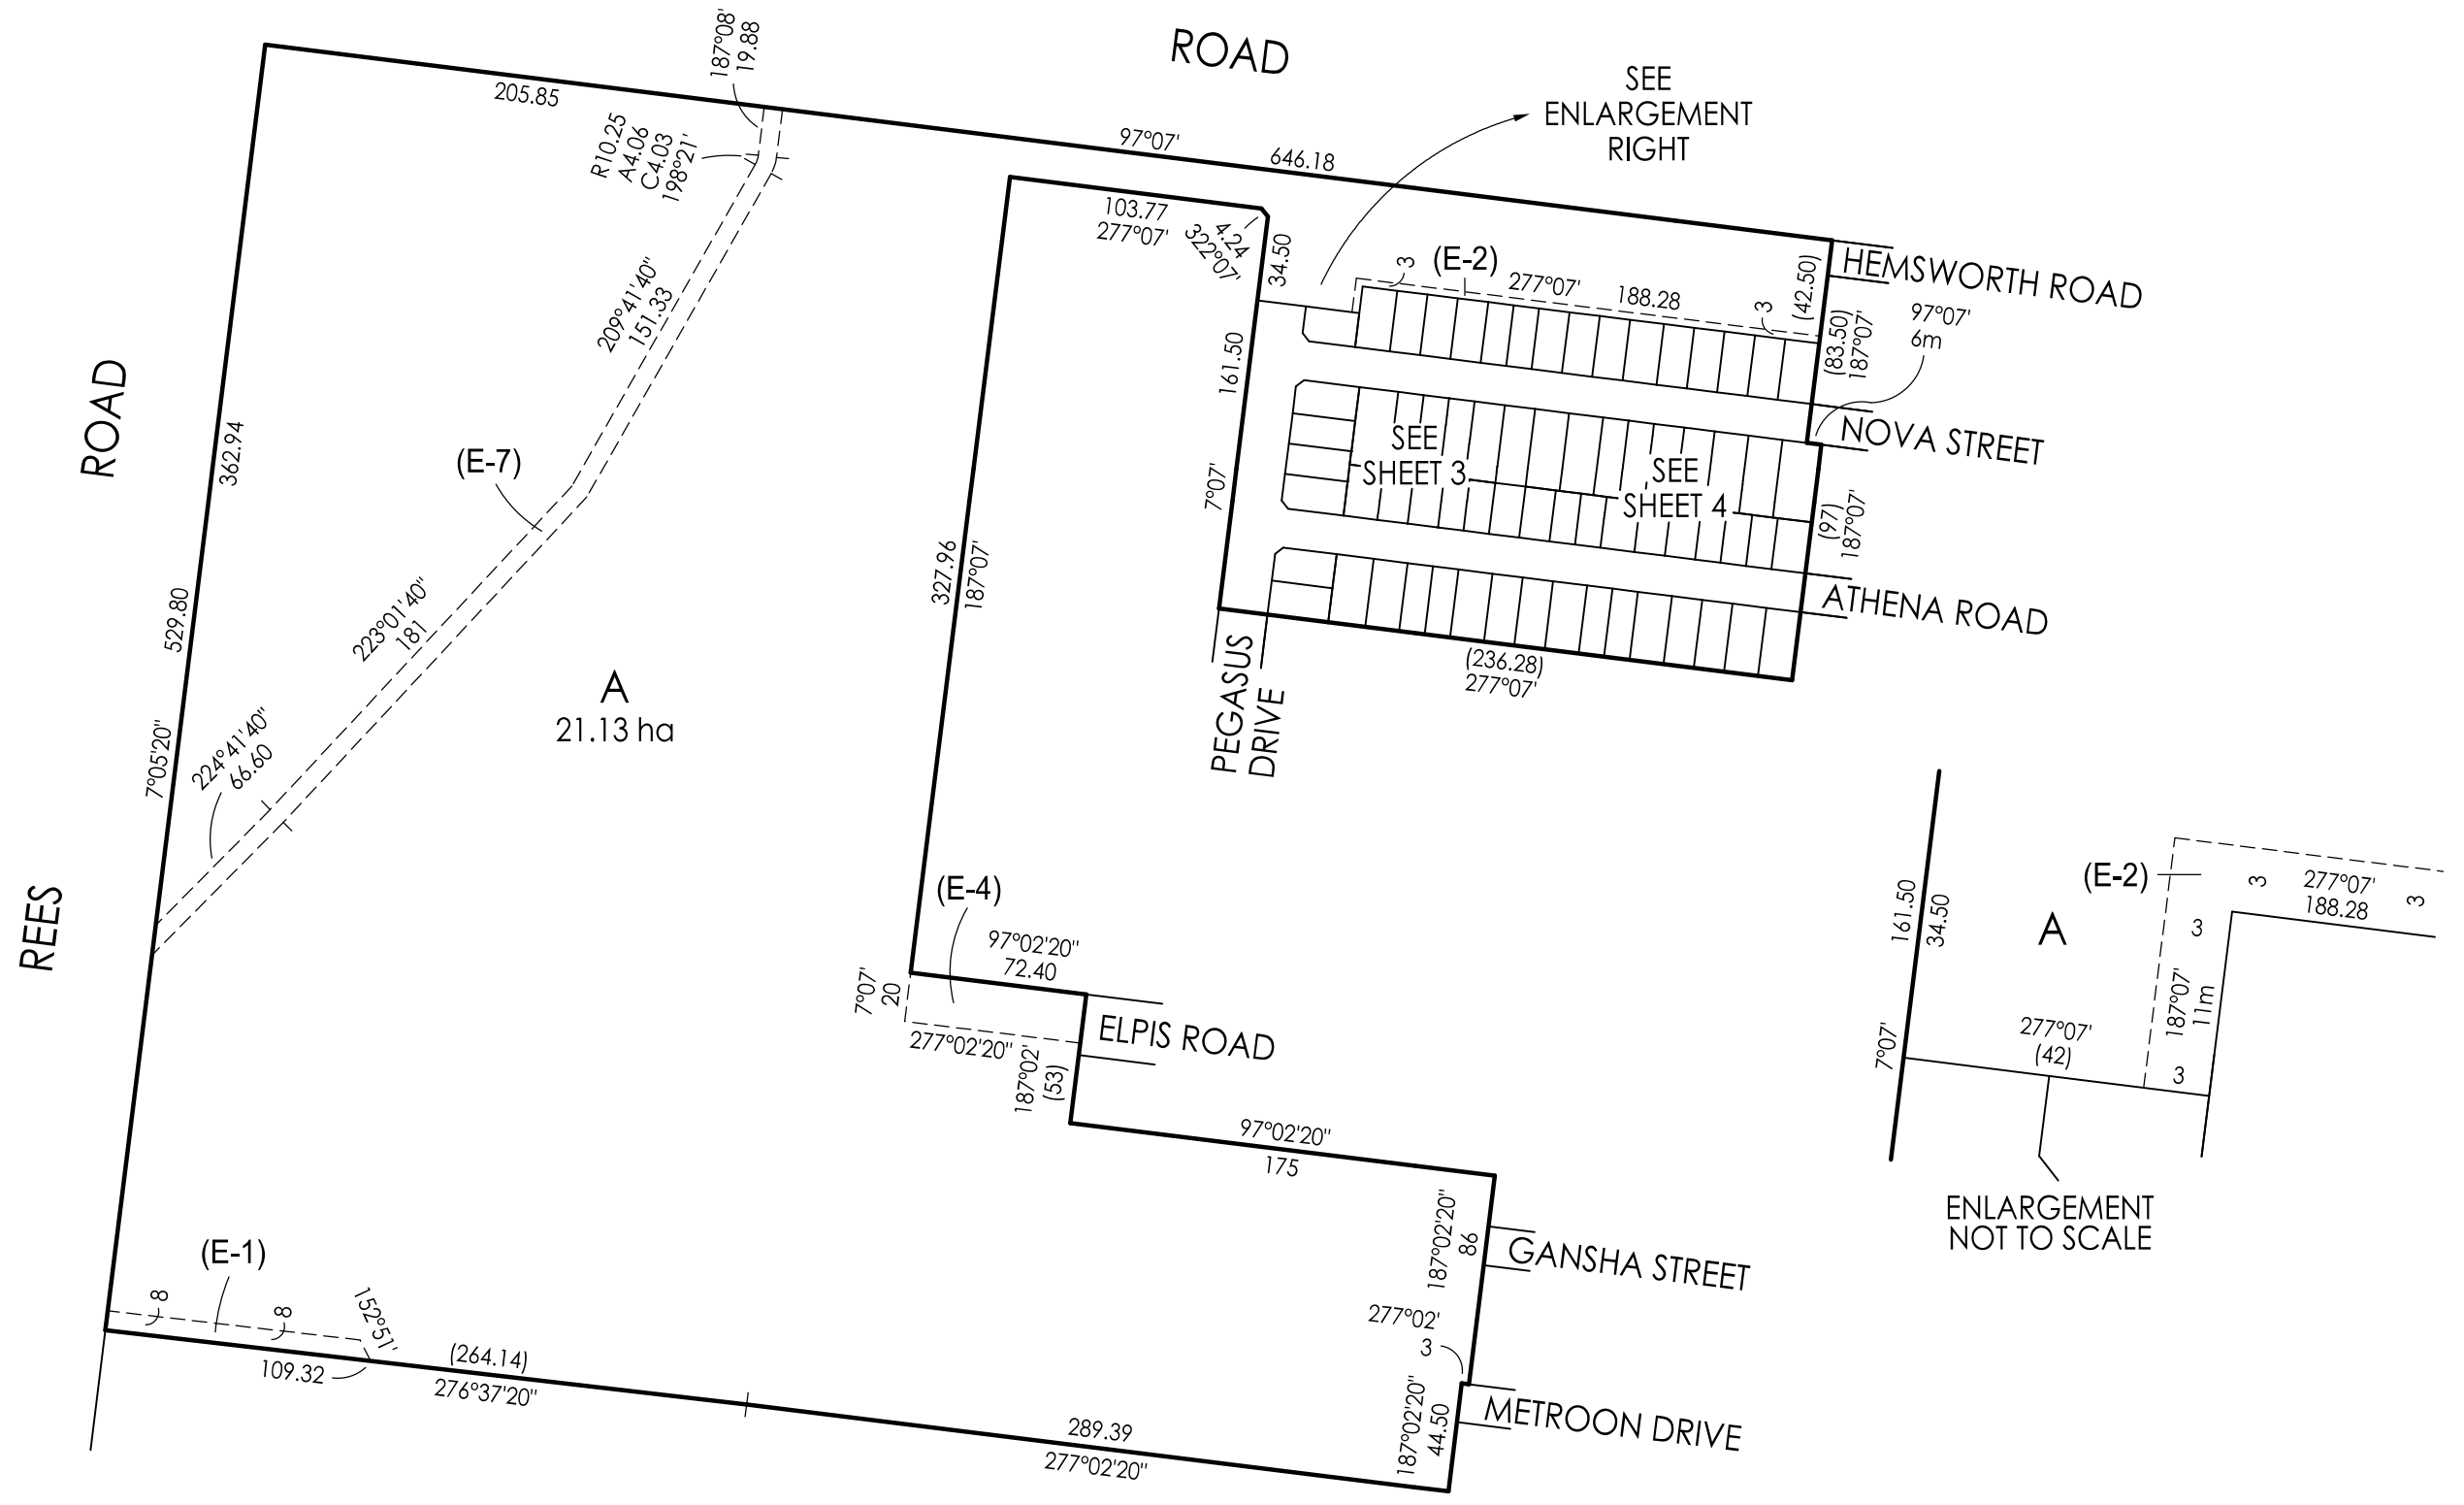 187°08'
19.88
ROAD
SEE
ENLARGEMENT
RIGHT
205.85
R10.25
A4.06
C4.03
198°21'
97°07'
646.18
103.77
277°07'
4.24
322°07'
34.50
3
(E-2)
277°07'
188.28
3
(42.50)
HEMSWORTH ROAD
(83.50)
187°07'
97°07'
6m
209°41'40"
151.33
161.50
7°07'
ROAD
362.94
(E-7)
NOVA STREET
SEE
SHEET 3
SEE
SHEET 4
(97)
187°07'
327.96
187°07'
529.80
223°01'40"
181
ATHENA ROAD
PEGASUS
DRIVE
(236.28)
277°07'
A
21.13 ha
7°05'20"
224°41'40"
66.60
REES
(E-4)
97°02'20"
72.40
7°07'
20
277°02'20"
ELPIS ROAD
187°02'
(53)
97°02'20"
175
161.50
34.50
7°07'
(E-2)
A
3
277°07'
188.28
3
3
187°07'
11m
277°07'
(42)
3
ENLARGEMENT
NOT TO SCALE
187°02'20"
86
GANSHA STREET
277°02'
3
(E-1)
8
8
152°51'
109.32
(264.14)
276°37'20"
187°02'20"
44.50
METROON DRIVE
289.39
277°02'20"